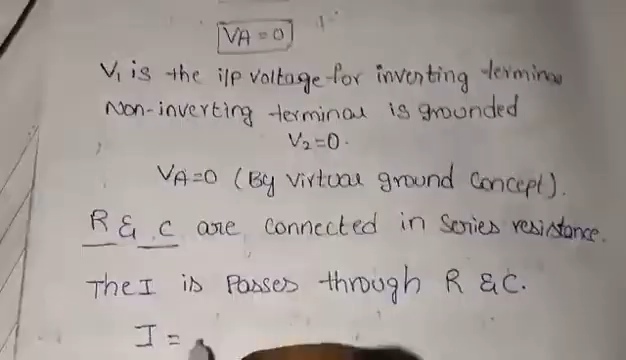 VA=0
V₁ is the i/p voltage for inverting terminal
Non-inverting terminal is grounded
V₂=0.
VA=0 (By virtual ground concept).
R & C are connected in series resistance.
The I is passes through R & C.
I =